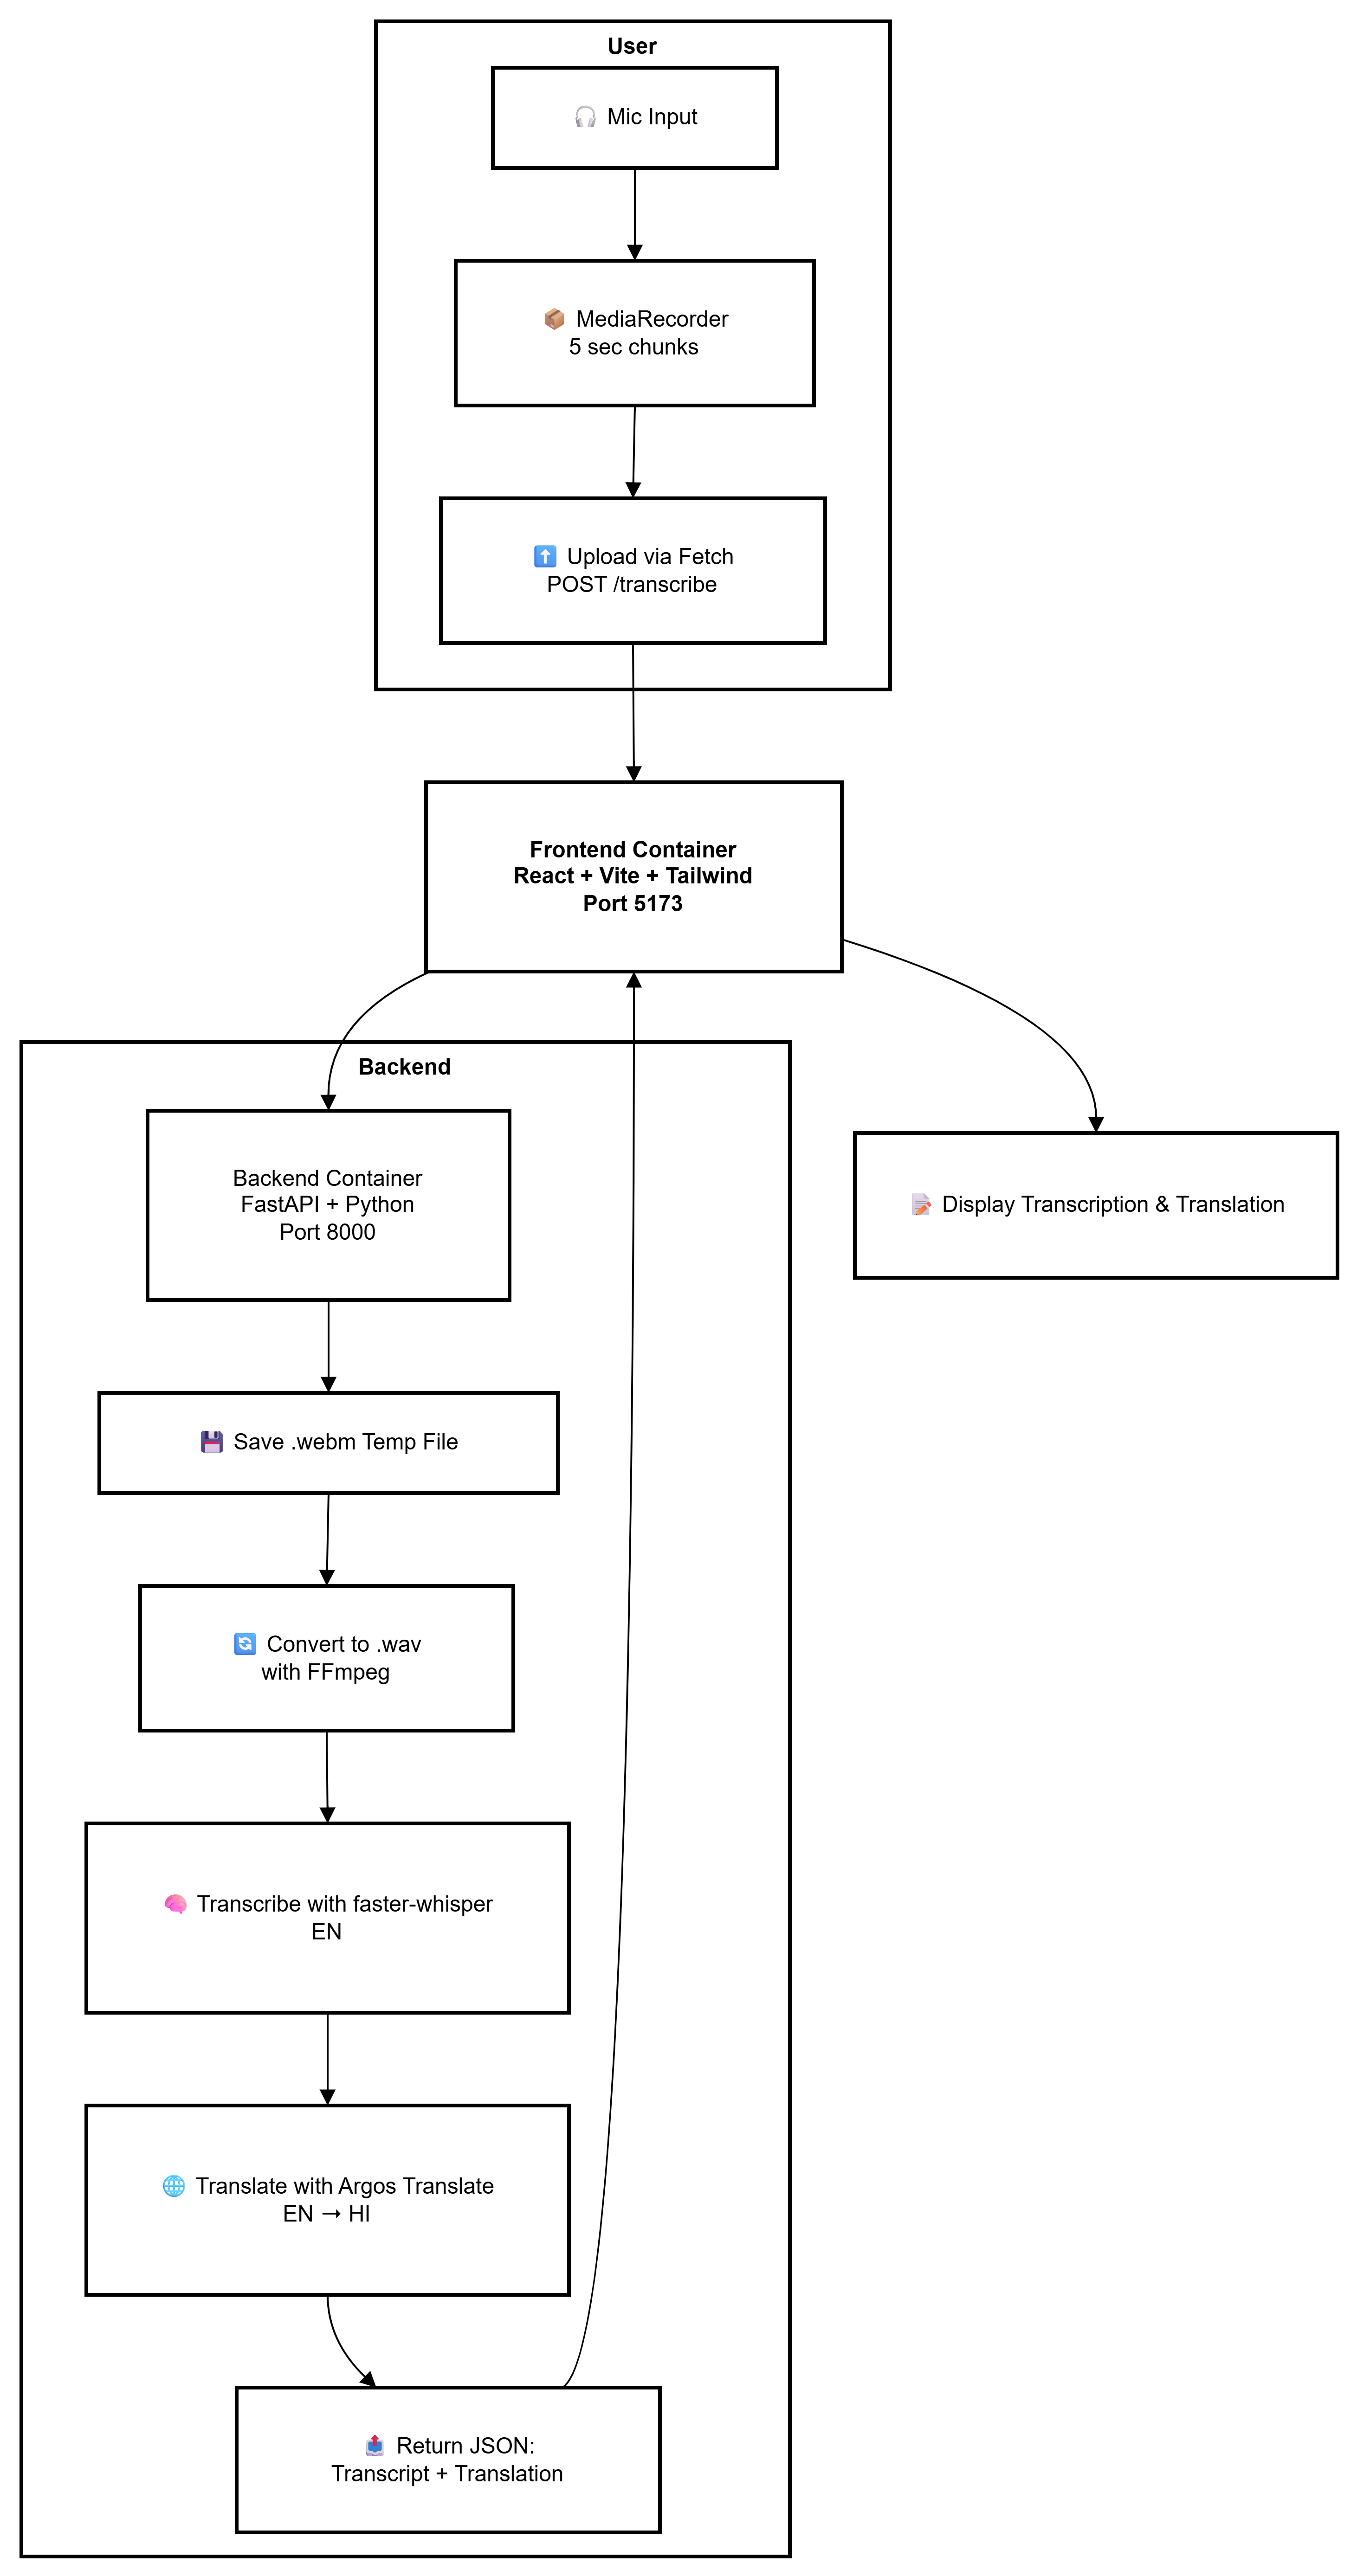 User
🎧 Mic Input
📦 MediaRecorder
5 sec chunks
⬆️ Upload via Fetch
POST /transcribe
Frontend Container
React + Vite + Tailwind
Port 5173
Backend
Backend Container
FastAPI + Python
Port 8000
📝 Display Transcription & Translation
💾 Save .webm Temp File
🔄 Convert to .wav
with FFmpeg
🧠 Transcribe with faster-whisper
EN
🌐 Translate with Argos Translate
EN → HI
📤 Return JSON:
Transcript + Translation